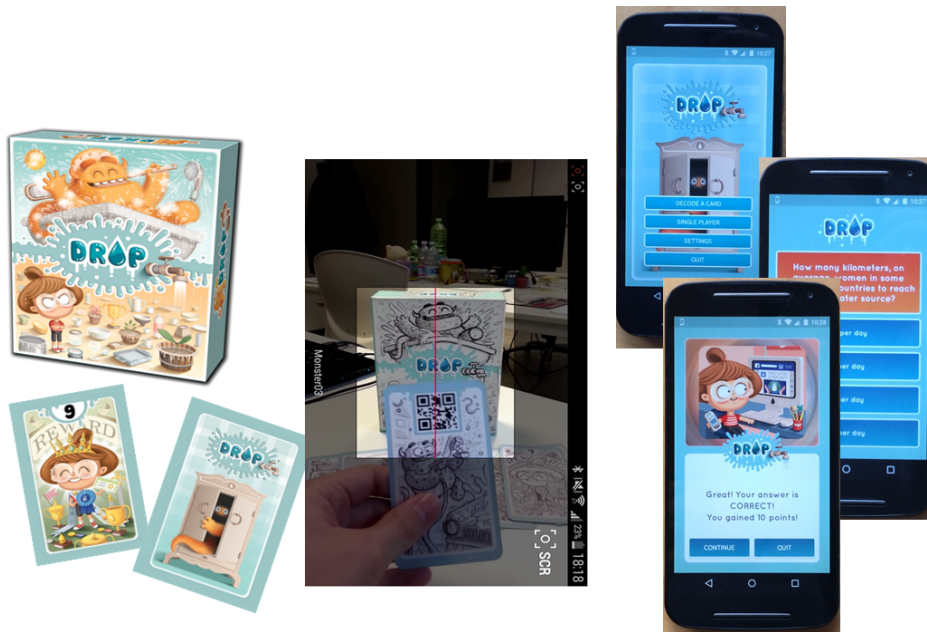 DROP
DROP
9
REWARD
DROP
Monster03
DROP
SCR
23%
18:18
10:27
DROP
DECODE A CARD
SINGLE PLAYER
SETTINGS
QUIT
10:27
DROP
How many kilometers, on
women in some
countries to reach
source?
per day
per day
per day
per day
10:28
DROP
Great! Your answer is
CORRECT!
You gained 10 points!
CONTINUE
QUIT